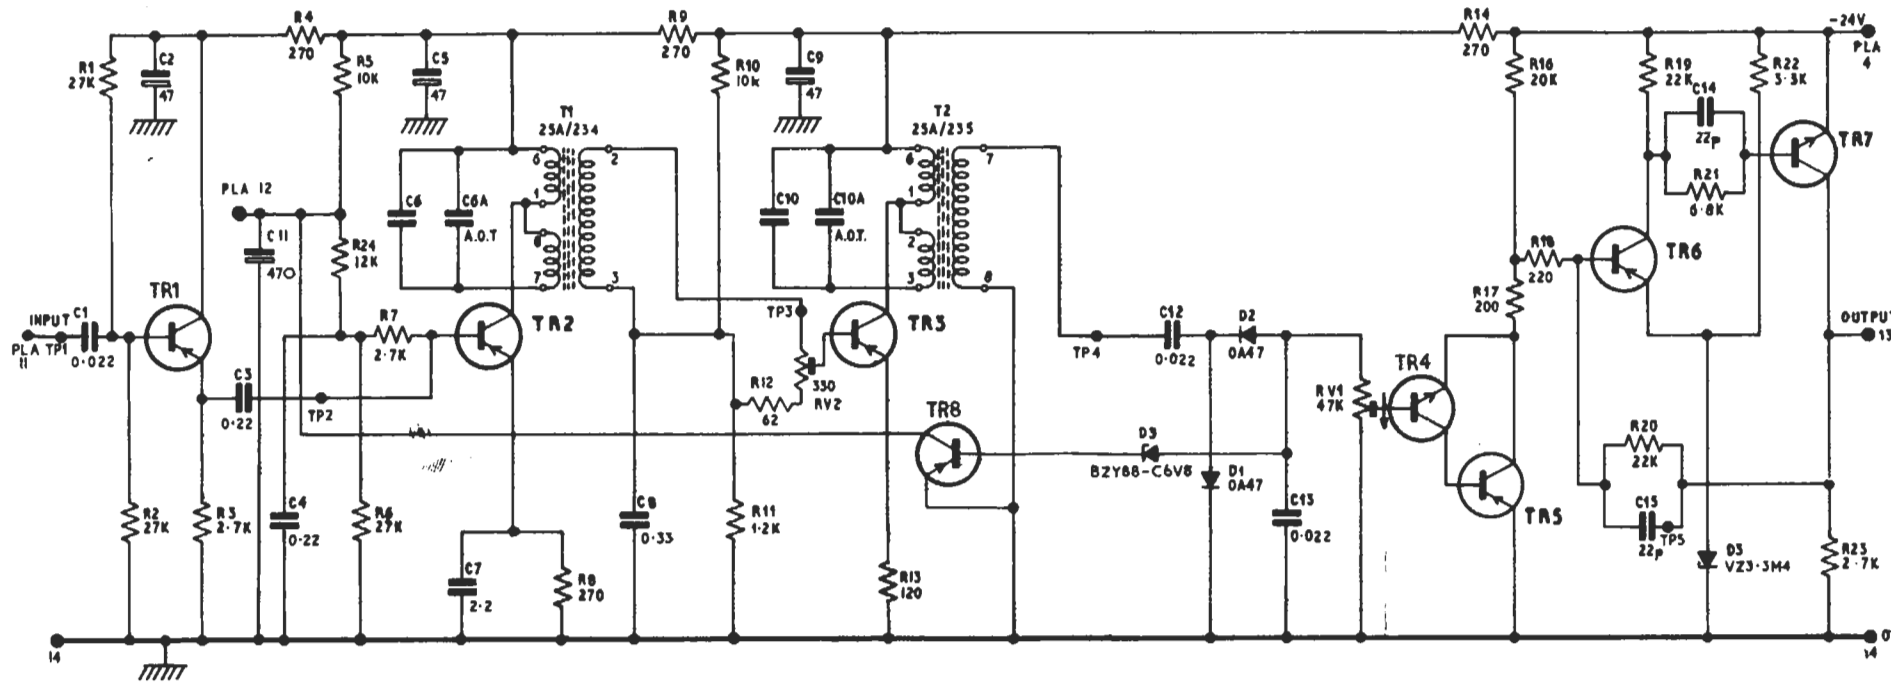 R4
270
R9
270
R14
270
-24V
PLA
4
R1
27K
C2
47
R5
10K
C5
47
R10
10K
C9
47
R16
20K
R19
22K
R22
3.3K
C14
22p
R21
6.8K
TR7
T1
25A/234
6
1
7
2
3
C6
C6A
A.O.T
T2
25A/235
6
1
2
3
7
8
C10
C10A
A.O.T.
PLA 12
C11
470
R24
12K
INPUT
PLA
11
TP1
C1
0.022
TR1
R7
2.7K
TR2
C3
0.22
TP2
TP3
330
RV2
R12
62
TR3
TP4
C12
0.022
D2
0A47
RV1
47K
TR4
R17
200
R18
220
TR6
OUTPUT
13
TR8
D3
BZY88-C6V8
D1
0A47
C13
0.022
TR5
R20
22K
C15
22p
TP5
D3
VZ3.3M4
R23
2.7K
R2
27K
R3
2.7K
C4
0.22
R6
27K
C7
2.2
R8
270
C8
0.33
R11
1.2K
R13
120
14
0
14